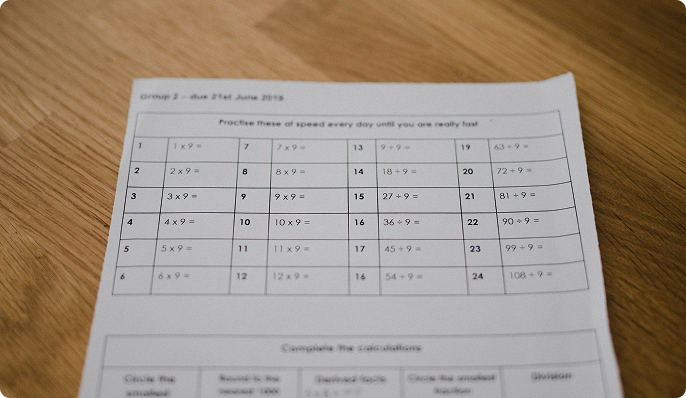 Group 2 – due 21st June 2018
Practise these at speed every day until you are really fast
1 1 x 9 = 7 7 x 9 = 13 9 ÷ 9 = 19 63 ÷ 9 =
2 2 x 9 = 8 8 x 9 = 14 18 ÷ 9 = 20 72 ÷ 9 =
3 3 x 9 = 9 9 x 9 = 15 27 ÷ 9 = 21 81 ÷ 9 =
4 4 x 9 = 10 10 x 9 = 16 36 ÷ 9 = 22 90 ÷ 9 =
5 5 x 9 = 11 11 x 9 = 17 45 ÷ 9 = 23 99 ÷ 9 =
6 6 x 9 = 12 12 x 9 = 16 54 ÷ 9 = 24 108 ÷ 9 =
Complete the calculations
Circle the Round to the Derived facts Circle the smallest Division
smallest nearest 1000 fraction